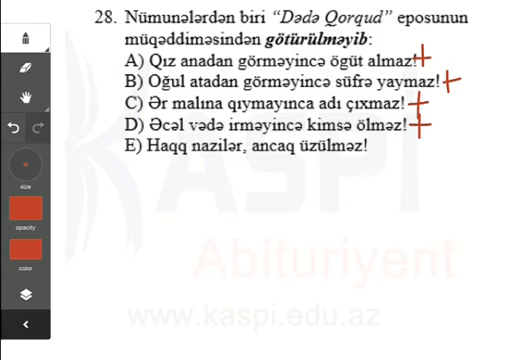 28. Nümunələrdən biri “Dədə Qorqud” eposunun
müqəddiməsindən götürülməyib:
A) Qız anadan görməyincə ögüt almaz!
B) Oğul atadan görməyincə süfrə yaymaz!
C) Ər malına qıymayınca adı çıxmaz!
D) Əcəl vədə irməyincə kimsə ölməz!
E) Haqq nazilər, ancaq üzülməz!
KASPI
Abituriyent
www.kaspi.edu.az
size
opacity
color